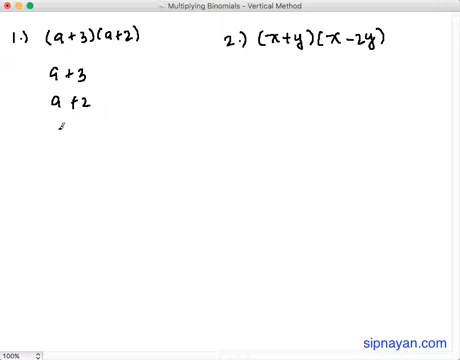 Multiplying Binomials - Vertical Method
1.) (a+3)(a+2)
a+3
a+2
2.) (x+y)(x-2y)
sipnayan.com
100%